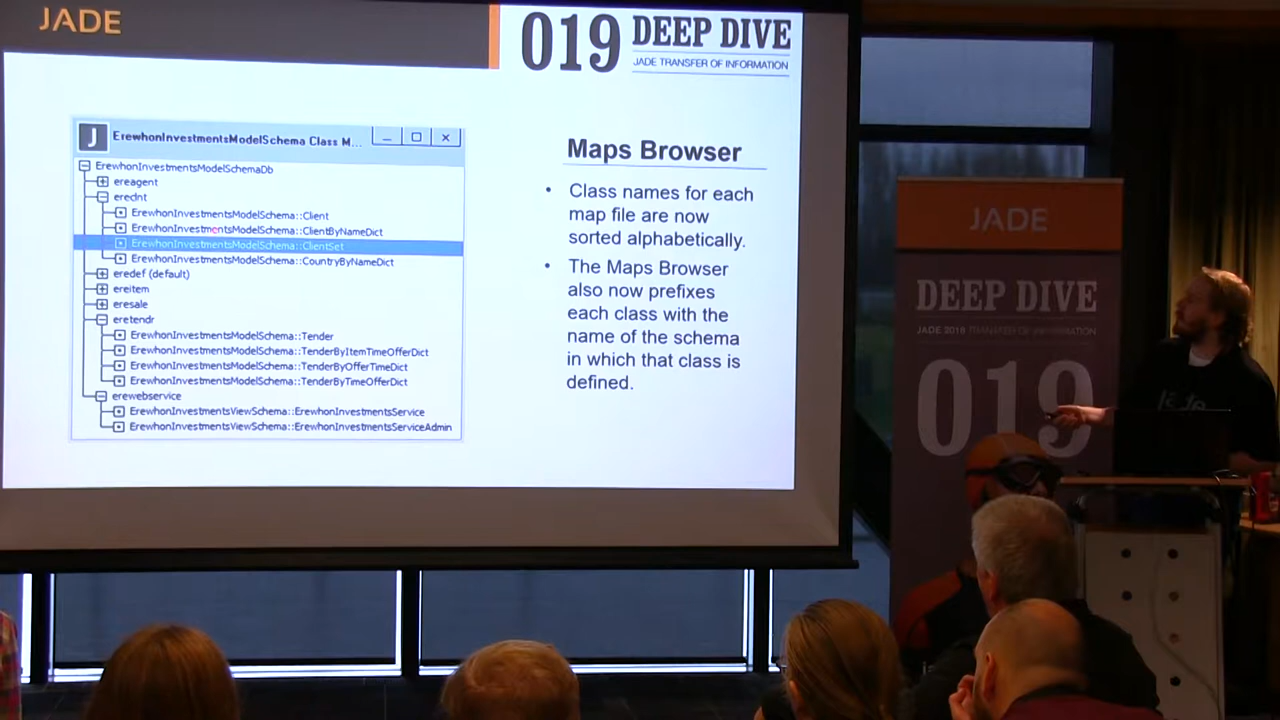 JADE
019 DEEP DIVE
JADE TRANSFER OF INFORMATION
J ErewhonInvestmentsModelSchema Class M...
ErewhonInvestmentsModelSchemaDb
ereagent
ereclnt
ErewhonInvestmentsModelSchema::Client
ErewhonInvestmentsModelSchema::ClientByNameDict
ErewhonInvestmentsModelSchema::ClientSet
ErewhonInvestmentsModelSchema::CountryByNameDict
eredef (default)
ereitem
eresale
eretendr
ErewhonInvestmentsModelSchema::Tender
ErewhonInvestmentsModelSchema::TenderByItemTimeOfferDict
ErewhonInvestmentsModelSchema::TenderByOfferTimeDict
ErewhonInvestmentsModelSchema::TenderByTimeOfferDict
erewebservice
ErewhonInvestmentsViewSchema::ErewhonInvestmentsService
ErewhonInvestmentsViewSchema::ErewhonInvestmentsServiceAdmin
Maps Browser
• Class names for each
map file are now
sorted alphabetically.
• The Maps Browser
also now prefixes
each class with the
name of the schema
in which that class is
defined.
JADE
DEEP DIVE
JADE 2018 TRANSFER OF INFORMATION
019
Jade